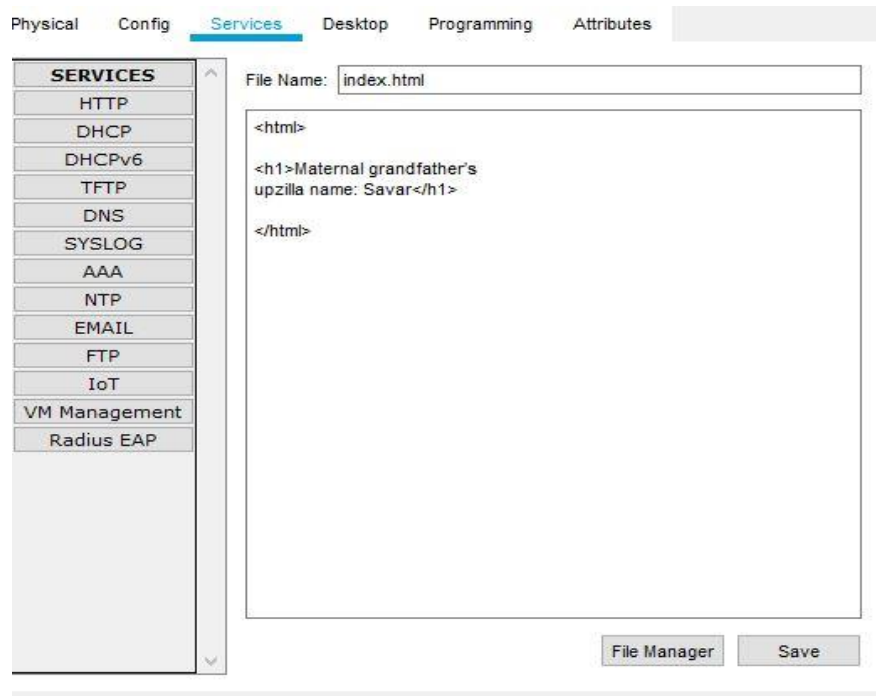 Physical Config Services Desktop Programming Attributes
SERVICES
HTTP
DHCP
DHCPv6
TFTP
DNS
SYSLOG
AAA
NTP
EMAIL
FTP
IoT
VM Management
Radius EAP
File Name: index.html
<html>
<h1>Maternal grandfather's
upzilla name: Savar</h1>
</html>
File Manager Save